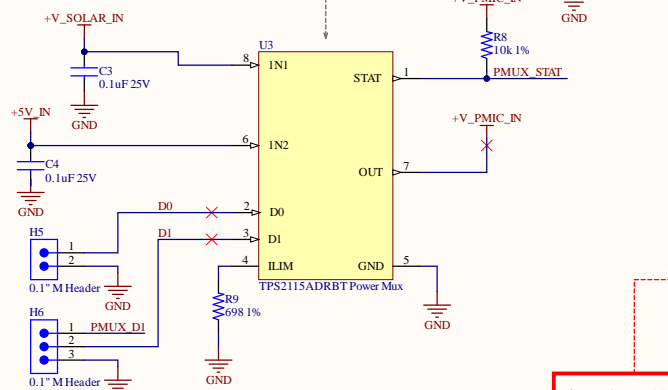 +V_PMIC_IN
GND
+V_SOLAR_IN
U3
R8
10k 1%
8
1N1
C3
0.1uF 25V
STAT
1
PMUX_STAT
GND
+5V_IN
+V_PMIC_IN
6
1N2
C4
0.1uF 25V
OUT
7
GND
D0
2
D0
D1
3
D1
H5
1
2
4
ILIM
GND
5
0.1" M Header
TPS2115ADRBT Power Mux
GND
R9
698 1%
H6
GND
1
PMUX_D1
2
3
GND
0.1" M Header